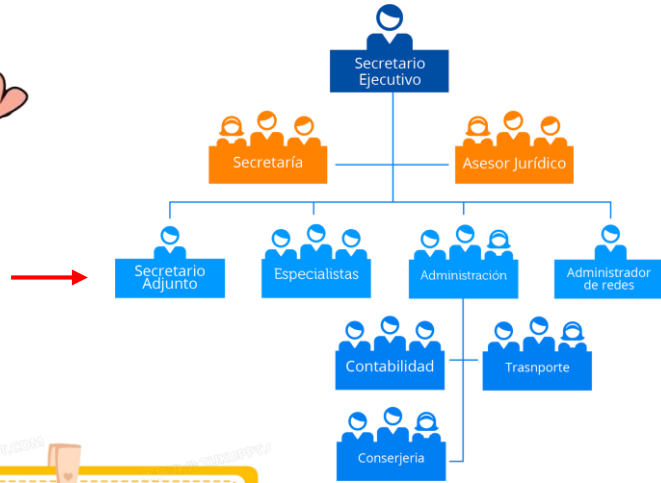 Secretario
Ejecutivo
Secretaría
Asesor Jurídico
Secretario
Adjunto
Especialistas
Administración
Administrador
de redes
Contabilidad
Trasnporte
Conserjeria